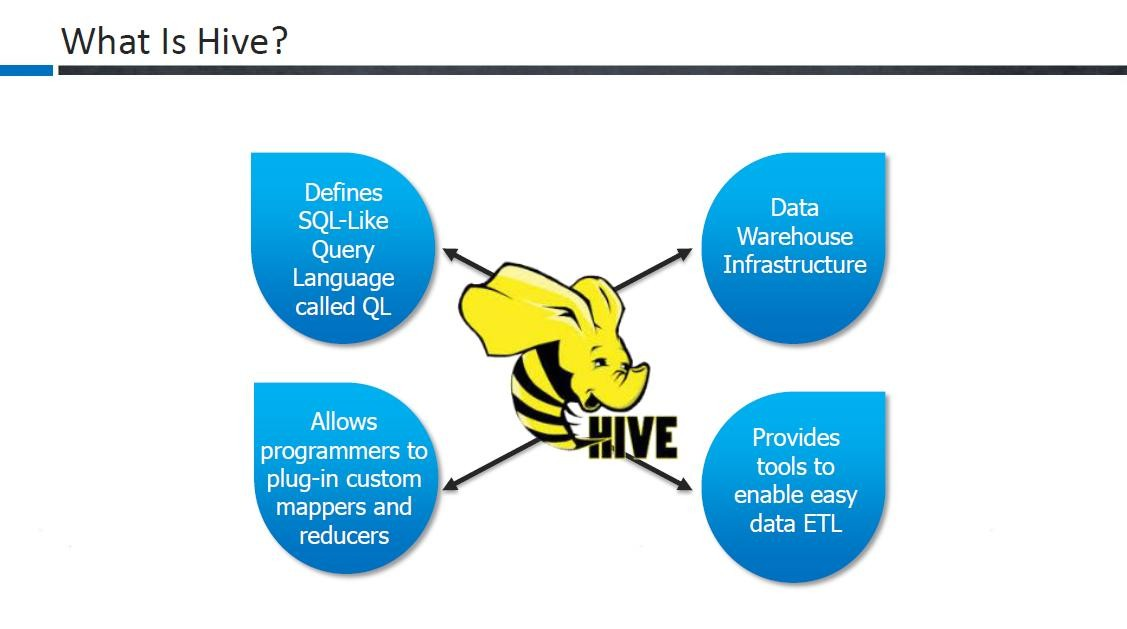 What Is Hive?
Defines
SQL-Like
Query
Language
called QL
Data
Warehouse
Infrastructure
HIVE
Allows
programmers to
plug-in custom
mappers and
reducers
Provides
tools to
enable easy
data ETL